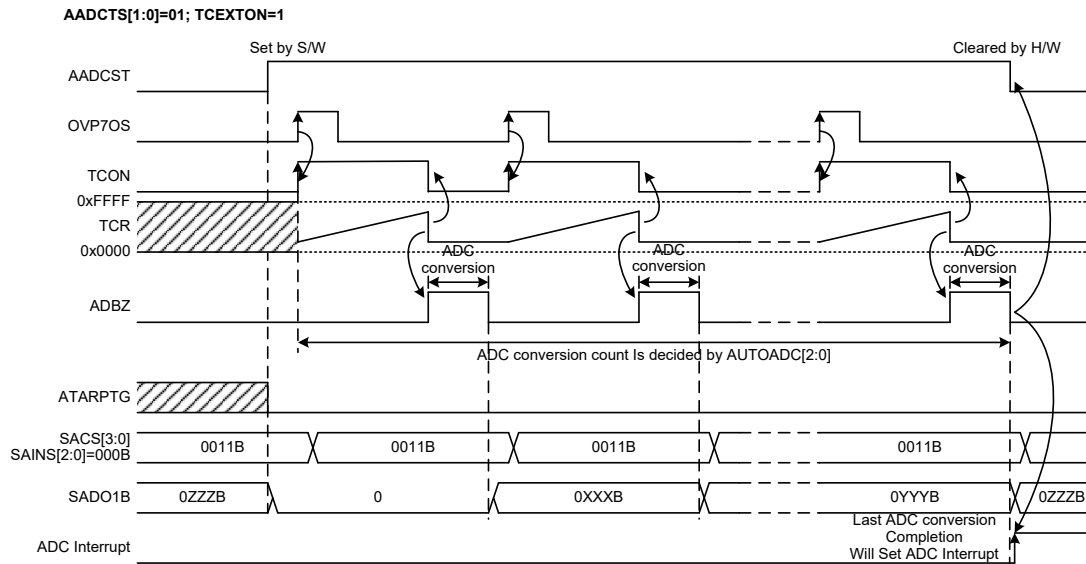 AADCTS[1:0]=01; TCEXTON=1
Set by S/W
Cleared by H/W
AADCST
OVP7OS
TCON
0xFFFF
TCR
0x0000
ADC
conversion
ADC
conversion
ADC
conversion
ADBZ
ADC conversion count Is decided by AUTOADC[2:0]
ATARPTG
SACS[3:0]
SAINS[2:0]=000B
0011B
0011B
0011B
0011B
SADO1B
0ZZZB
0
0XXXB
0YYYB
0ZZZB
Last ADC conversion
Completion
Will Set ADC Interrupt
ADC Interrupt